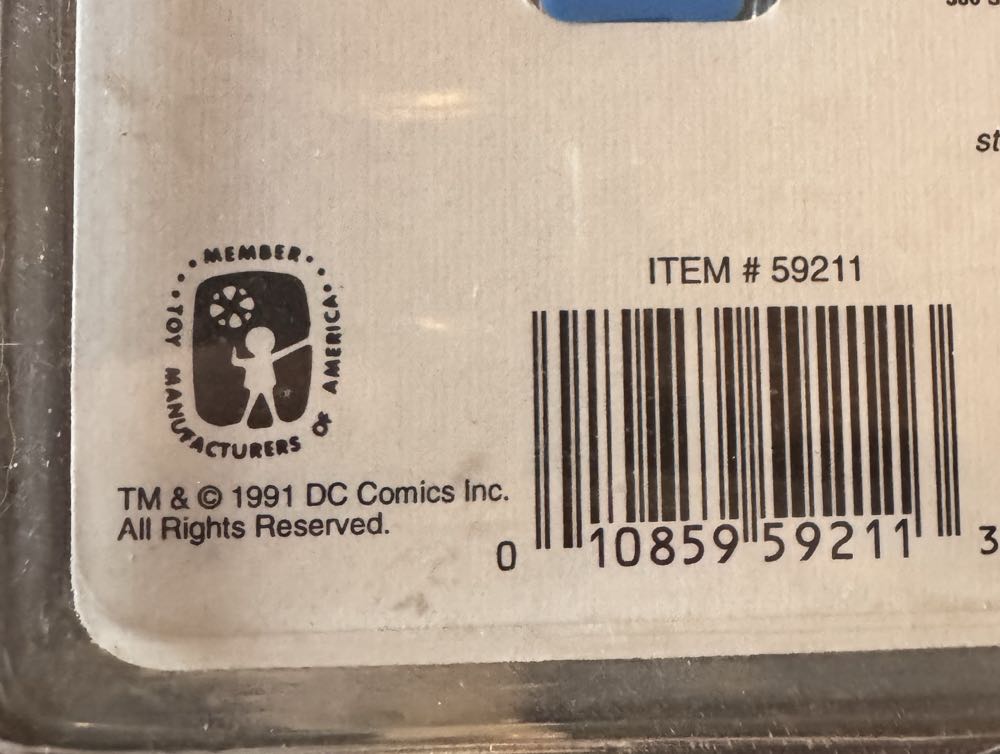 st
MEMBER
TOY MANUFACTURERS OF AMERICA
ITEM # 59211
TM & © 1991 DC Comics Inc.
All Rights Reserved.
0 10859 59211 3